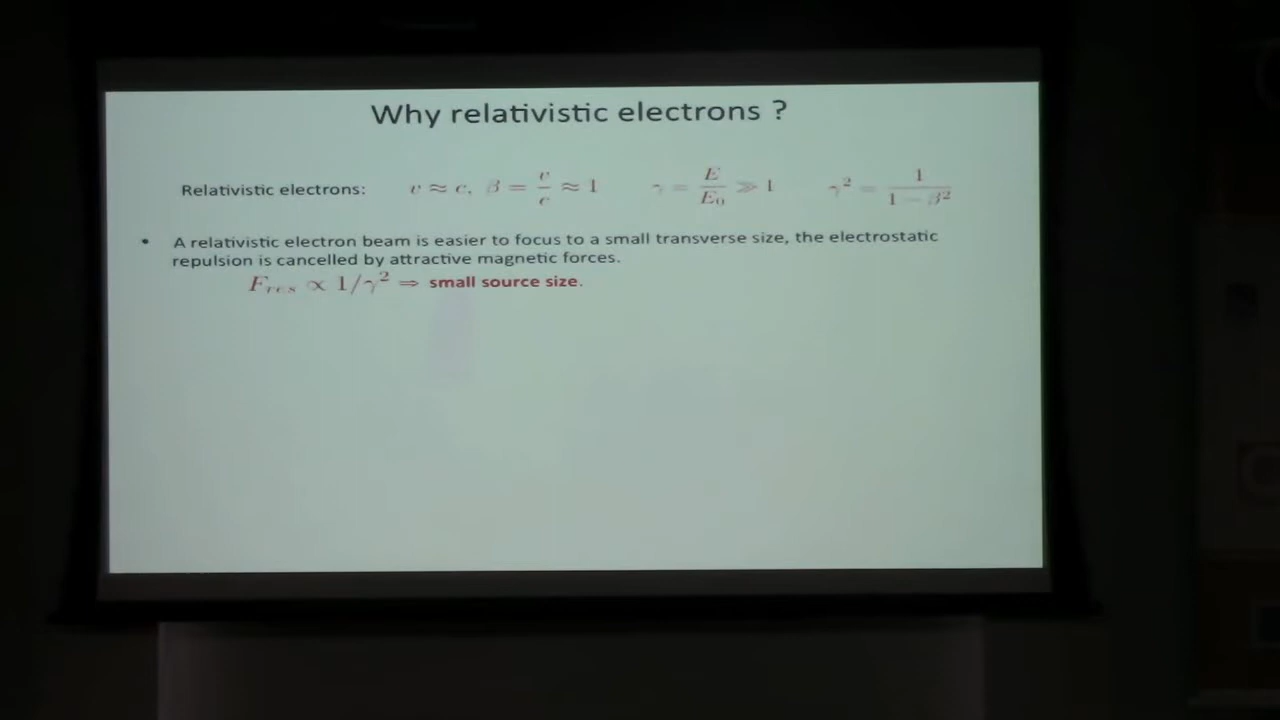 Why relativistic electrons ?
Relativistic electrons: v ≈ c, β = v/c ≈ 1 γ = E/E₀ ≫ 1 γ² = 1/(1 − β²)
• A relativistic electron beam is easier to focus to a small transverse size, the electrostatic
repulsion is cancelled by attractive magnetic forces.
F_res ∝ 1/γ² ⇒ small source size.